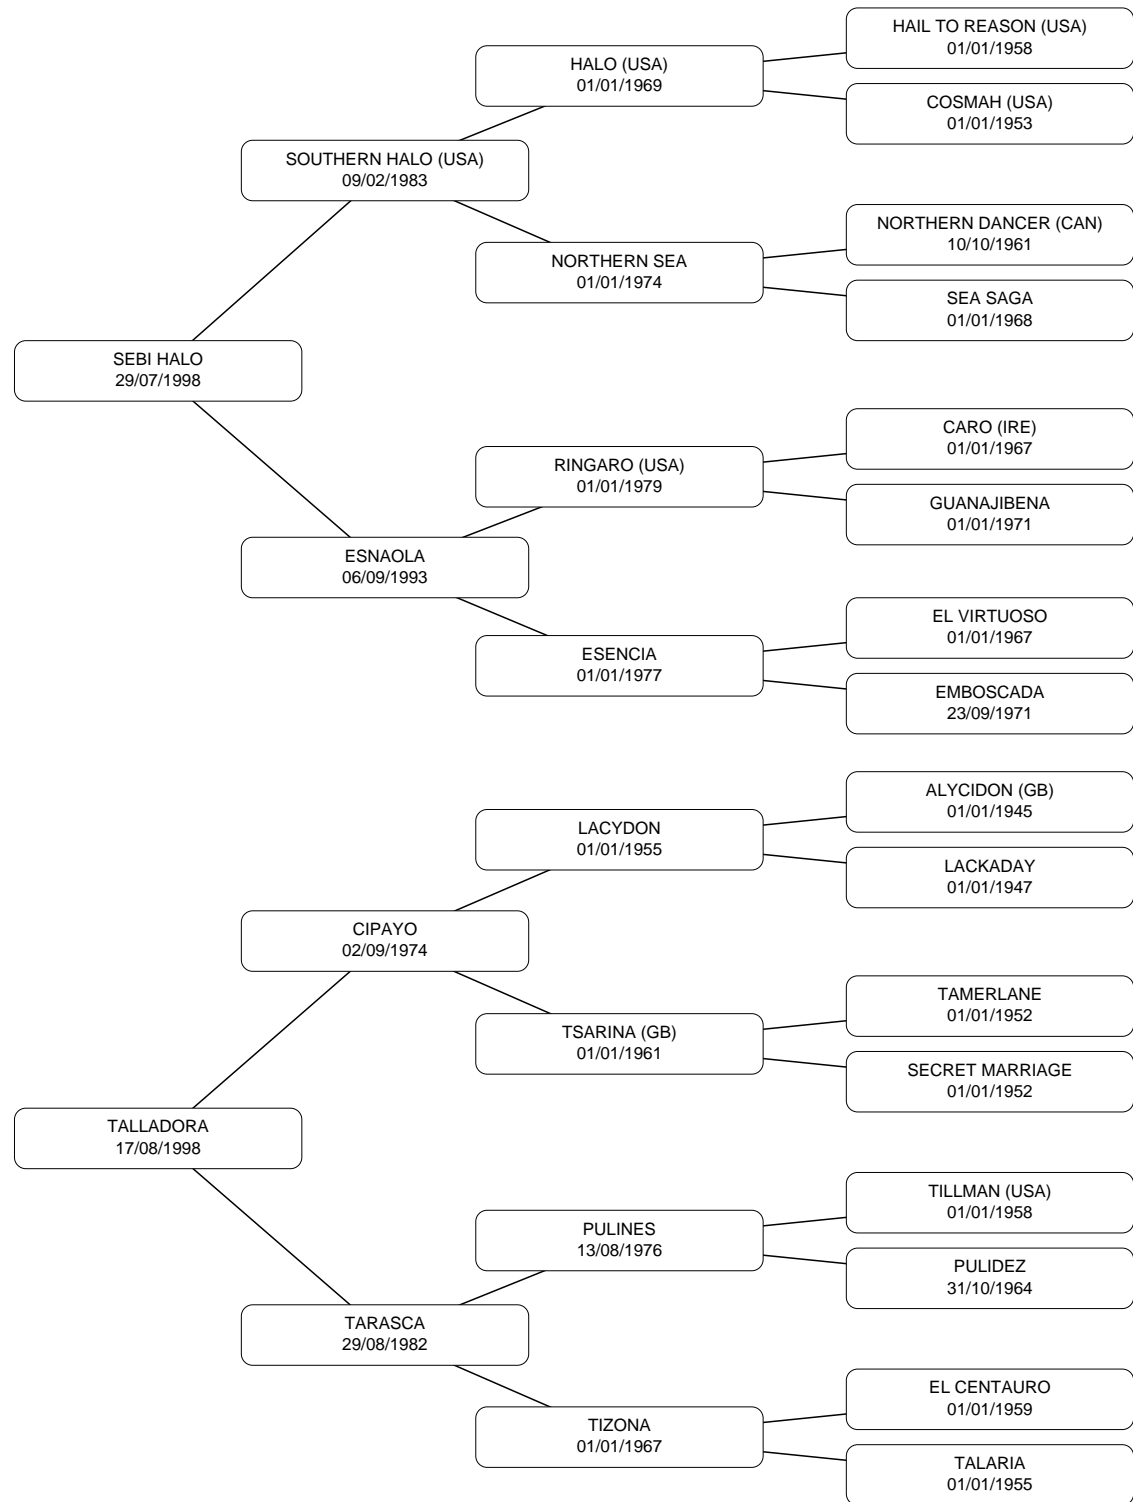 HAIL TO REASON (USA)
01/01/1958
HALO (USA)
01/01/1969
COSMAH (USA)
01/01/1953
SOUTHERN HALO (USA)
09/02/1983
NORTHERN DANCER (CAN)
10/10/1961
NORTHERN SEA
01/01/1974
SEA SAGA
01/01/1968
SEBI HALO
29/07/1998
CARO (IRE)
01/01/1967
RINGARO (USA)
01/01/1979
GUANAJIBENA
01/01/1971
ESNAOLA
06/09/1993
EL VIRTUOSO
01/01/1967
ESENCIA
01/01/1977
EMBOSCADA
23/09/1971
ALYCIDON (GB)
01/01/1945
LACYDON
01/01/1955
LACKADAY
01/01/1947
CIPAYO
02/09/1974
TAMERLANE
01/01/1952
TSARINA (GB)
01/01/1961
SECRET MARRIAGE
01/01/1952
TALLADORA
17/08/1998
TILLMAN (USA)
01/01/1958
PULINES
13/08/1976
PULIDEZ
31/10/1964
TARASCA
29/08/1982
EL CENTAURO
01/01/1959
TIZONA
01/01/1967
TALARIA
01/01/1955